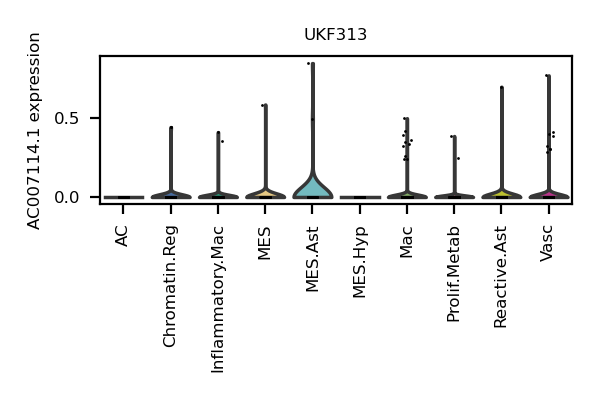 UKF313
AC007114.1 expression
0.5
0.0
AC
Chromatin.Reg
Inflammatory.Mac
MES
MES.Ast
MES.Hyp
Mac
Prolif.Metab
Reactive.Ast
Vasc